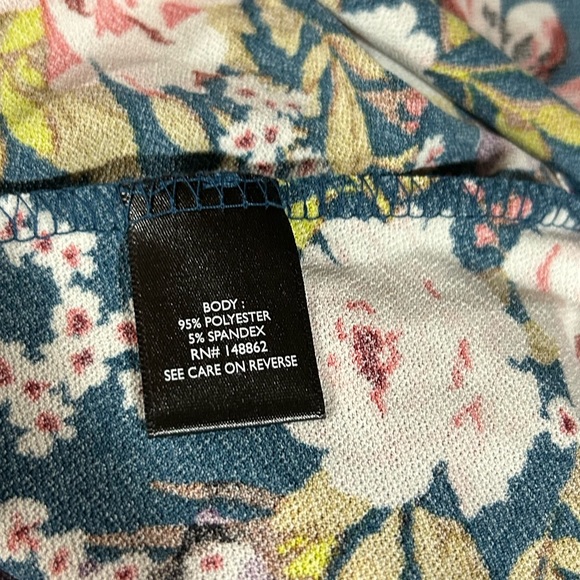 BODY :
95% POLYESTER
5% SPANDEX
RN# 148862
SEE CARE ON REVERSE